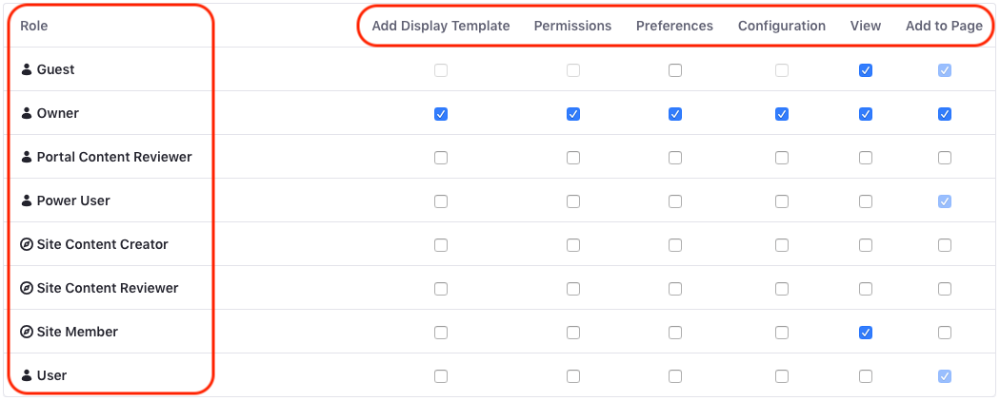 Role Add Display Template Permissions Preferences Configuration View Add to Page
Guest
Owner
Portal Content Reviewer
Power User
Site Content Creator
Site Content Reviewer
Site Member
User